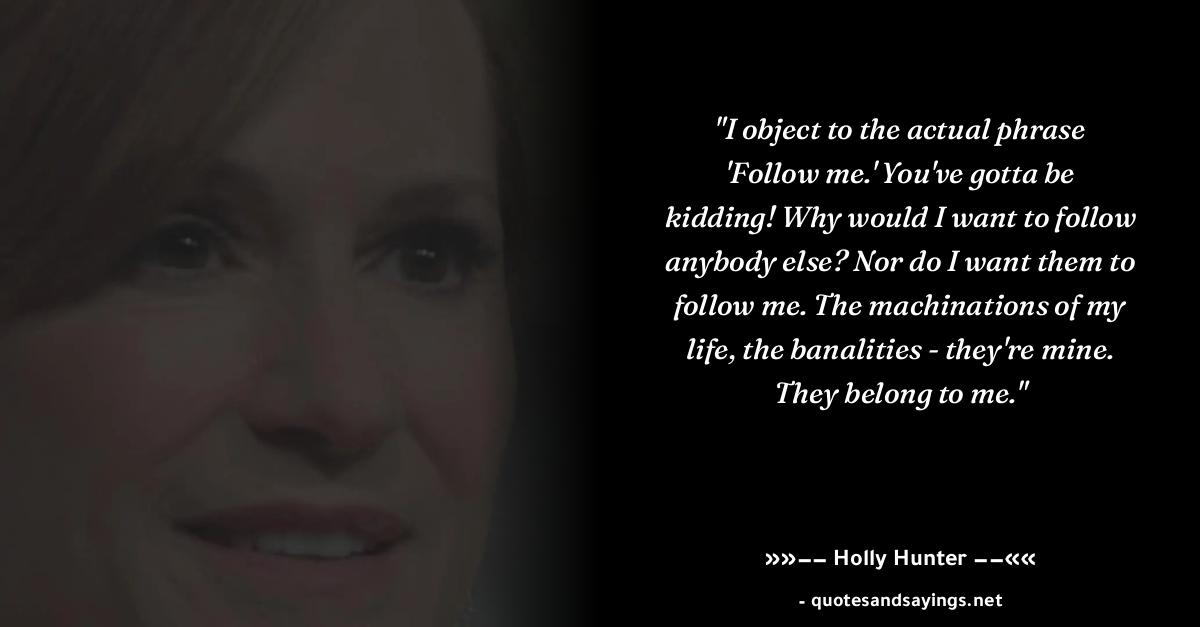 "I object to the actual phrase
'Follow me.' You've gotta be
kidding! Why would I want to follow
anybody else? Nor do I want them to
follow me. The machinations of my
life, the banalities - they're mine.
They belong to me."
»»−− Holly Hunter −−««
- quotesandsayings.net